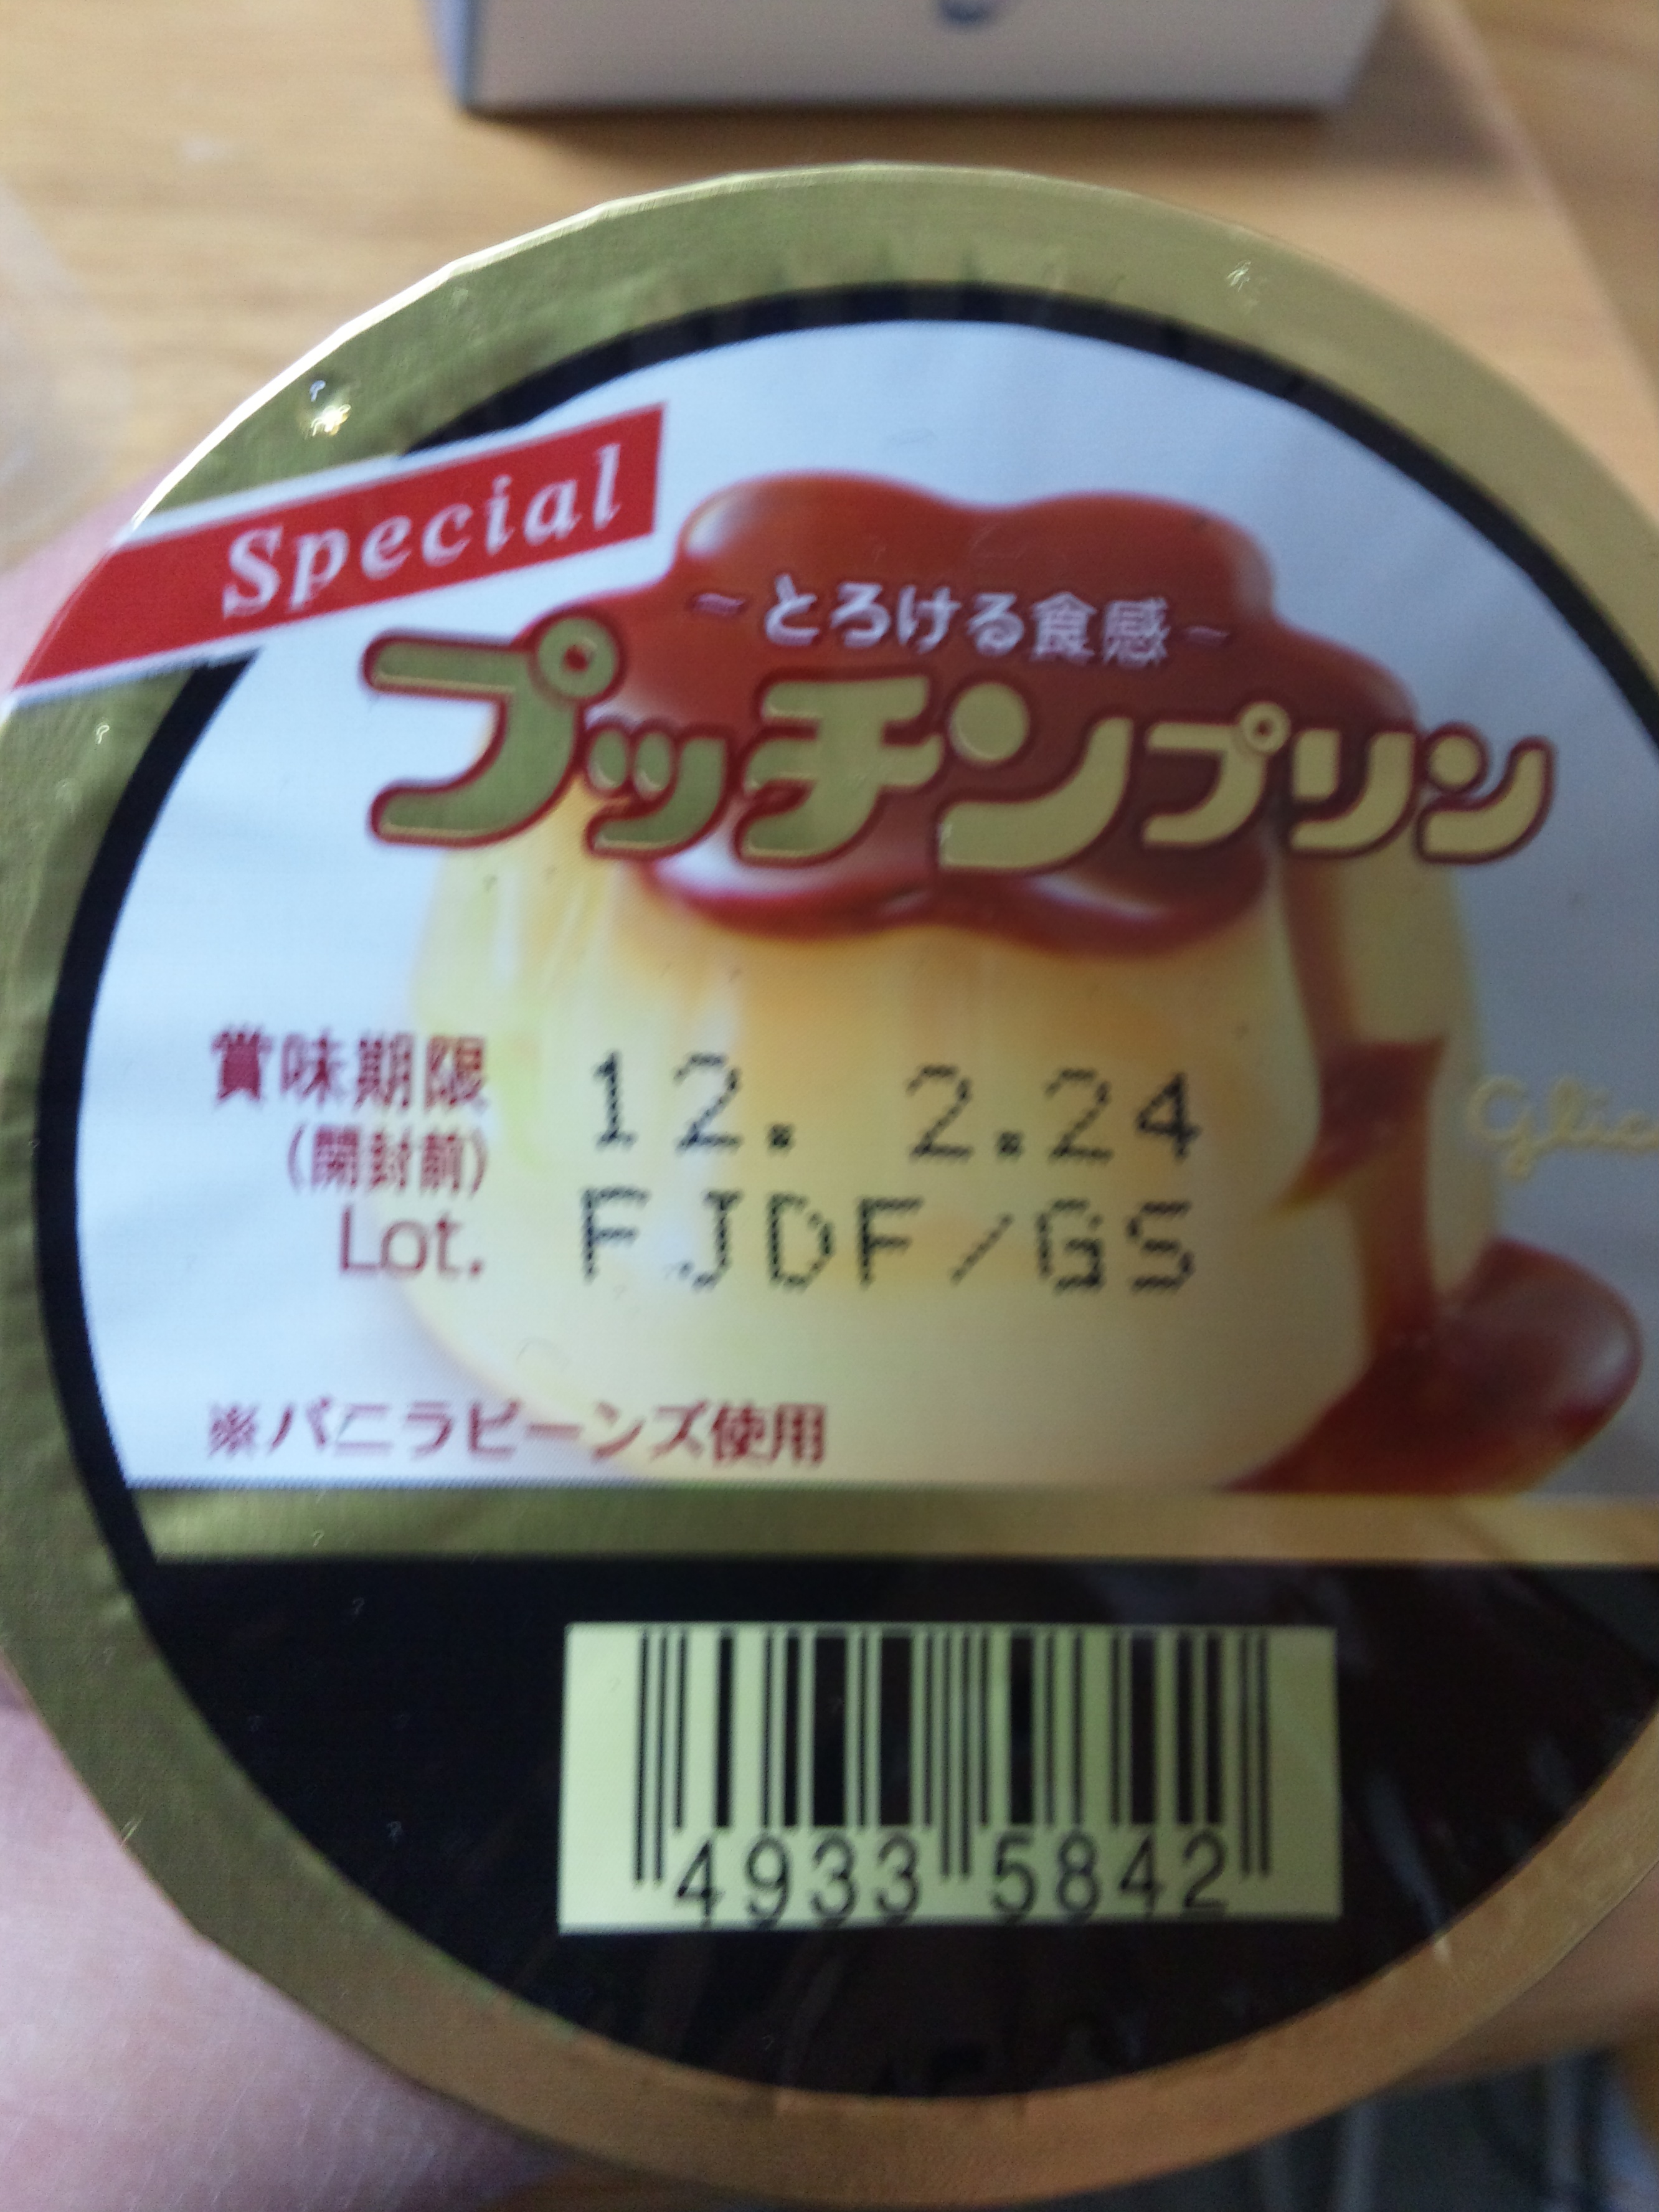 Special
～とろける食感～
プッチンプリン
賞味期限 12. 2.24
(開封前)
Lot. FJDF/GS
※バニラビーンズ使用
4933 5842